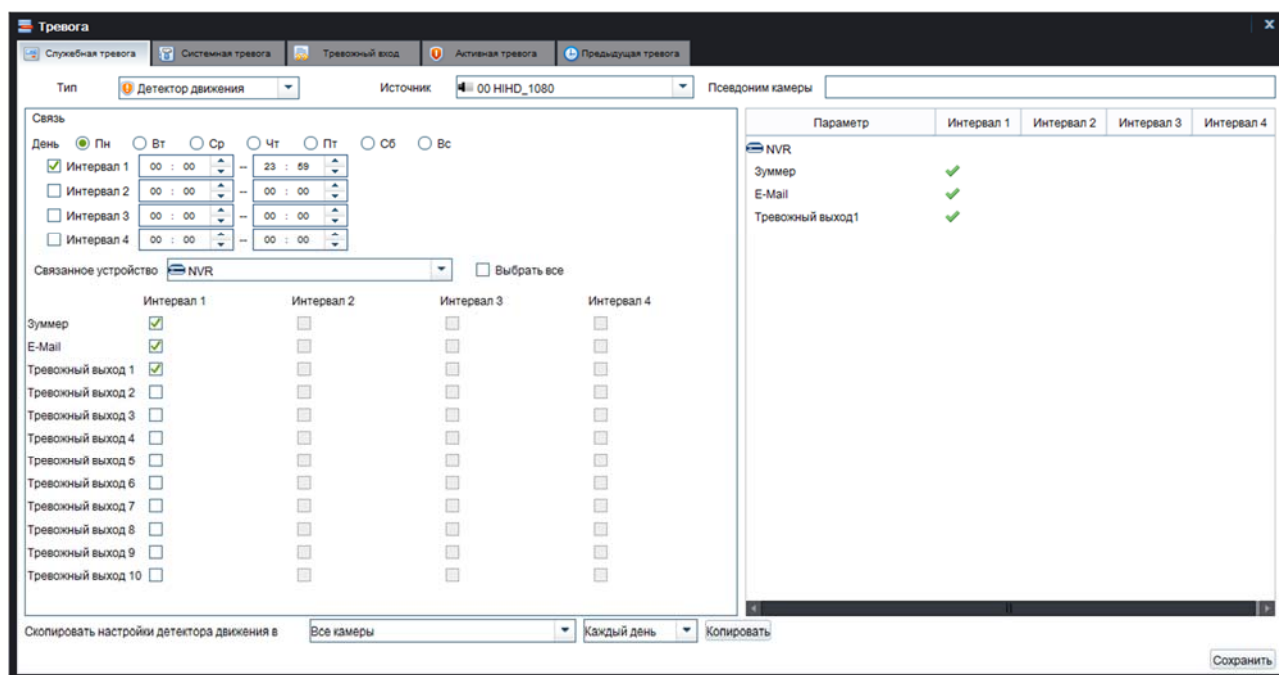 Тревога
Служебная тревога Системная тревога Тревожный вход Активная тревога Предыдущая тревога
Тип Детектор движения Источник 00 HIHD_1080 Псевдоним камеры
Связь
День Пн Вт Ср Чт Пт Сб Вс
Интервал 1 00 : 00 -- 23 : 59
Интервал 2 00 : 00 -- 00 : 00
Интервал 3 00 : 00 -- 00 : 00
Интервал 4 00 : 00 -- 00 : 00
Связанное устройство NVR Выбрать все
Интервал 1 Интервал 2 Интервал 3 Интервал 4
Зуммер
E-Mail
Тревожный выход 1
Тревожный выход 2
Тревожный выход 3
Тревожный выход 4
Тревожный выход 5
Тревожный выход 6
Тревожный выход 7
Тревожный выход 8
Тревожный выход 9
Тревожный выход 10
Параметр Интервал 1 Интервал 2 Интервал 3 Интервал 4
NVR
Зуммер
E-Mail
Тревожный выход1
Скопировать настройки детектора движения в Все камеры Каждый день Копировать
Сохранить